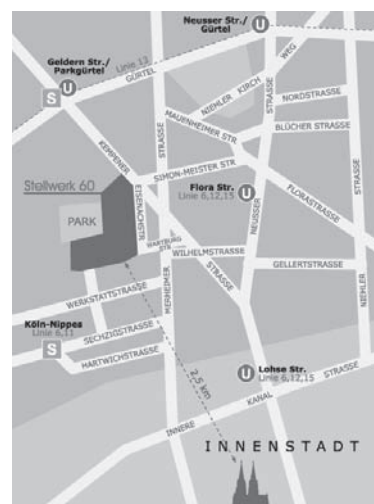 Neusser Str./
Gürtel
U
Geldern Str./
Parkgürtel
Linie 13
U
S
GÜRTEL
NIEHLER KIRCH WEG
STRASSE
NORDSTRASSE
MAUENHEIMER STR
BLÜCHER STRASSE
KEMPENER
STRASSE
SIMON-MEISTER STR
Stellwerk 60
EISENACHSTR
Flora Str.
U
Linie 6,12,15
FLORASTRASSE
PARK
NEUSSER
WARTBURG
STR.
WILHELMSTRASSE
GELLERTSTRASSE
STRASSE
WERKSTATTSTRASSE
MERHEIMER
NIEHLER
Köln-Nippes
Linie 6,11
S
SECHZIGSTRASSE
HARTWICHSTRASSE
2,5 km
Lohse Str.
U
Linie 6,12,15
STRASSE
KANAL
INNERE
INNENSTADT